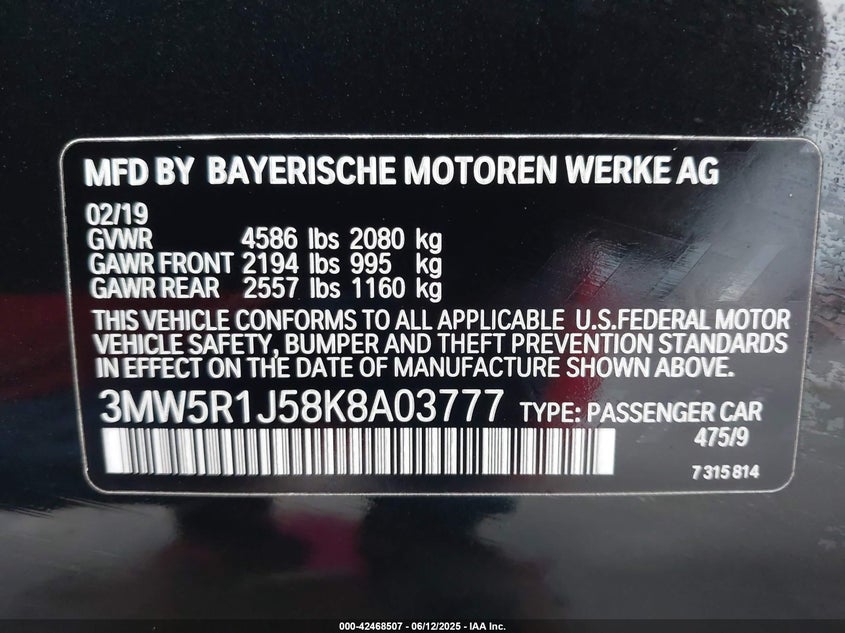 MFD BY BAYERISCHE MOTOREN WERKE AG
02/19
GVWR 4586 lbs 2080 kg
GAWR FRONT 2194 lbs 995 kg
GAWR REAR 2557 lbs 1160 kg
THIS VEHICLE CONFORMS TO ALL APPLICABLE U.S.FEDERAL MOTOR
VEHICLE SAFETY, BUMPER AND THEFT PREVENTION STANDARDS
IN EFFECT ON THE DATE OF MANUFACTURE SHOWN ABOVE.
3MW5R1J58K8A03777 TYPE: PASSENGER CAR
475/9
7315814
000-42468507 - 06/12/2025 - IAA Inc.